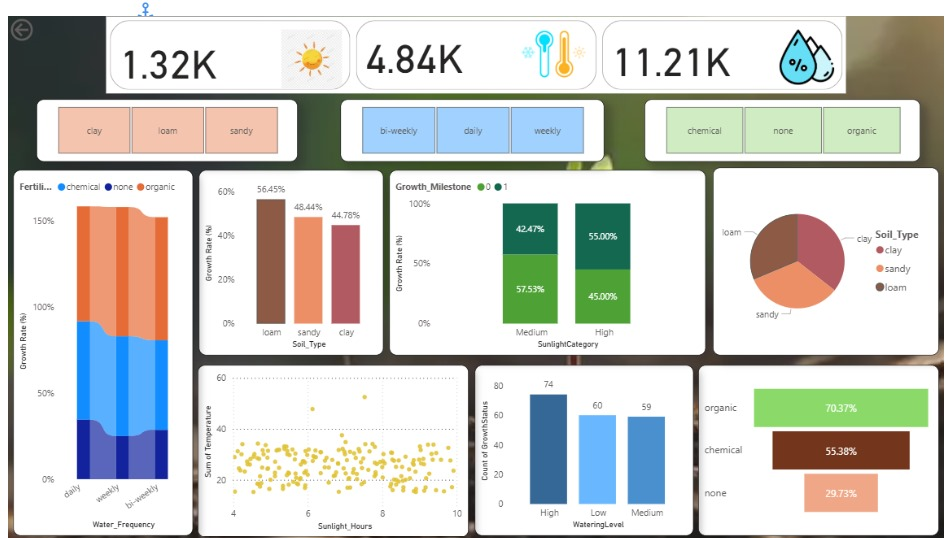 1.32K
4.84K
11.21K
%
clay loam sandy
bi-weekly daily weekly
chemical none organic
Fertili... chemical none organic
150%
100%
50%
0%
Growth Rate (%)
daily weekly bi-weekly
Water_Frequency
60%
40%
20%
0%
Growth Rate (%)
56.45%
48.44%
44.78%
loam sandy clay
Soil_Type
Growth_Milestone 0 1
100%
50%
0%
Growth Rate (%)
42.47%
57.53%
55.00%
45.00%
Medium High
SunlightCategory
loam
clay
sandy
Soil_Type
clay
sandy
loam
60
40
20
Sum of Temperature
4 6 8 10
Sunlight_Hours
80
60
40
20
0
Count of GrowthStatus
74
60
59
High Low Medium
WateringLevel
organic 70.37%
chemical 55.38%
none 29.73%